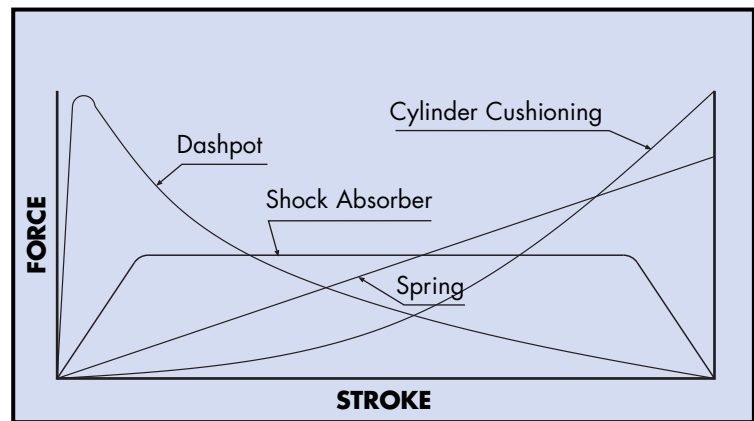 Cylinder Cushioning
Dashpot
Shock Absorber
Spring
FORCE
STROKE